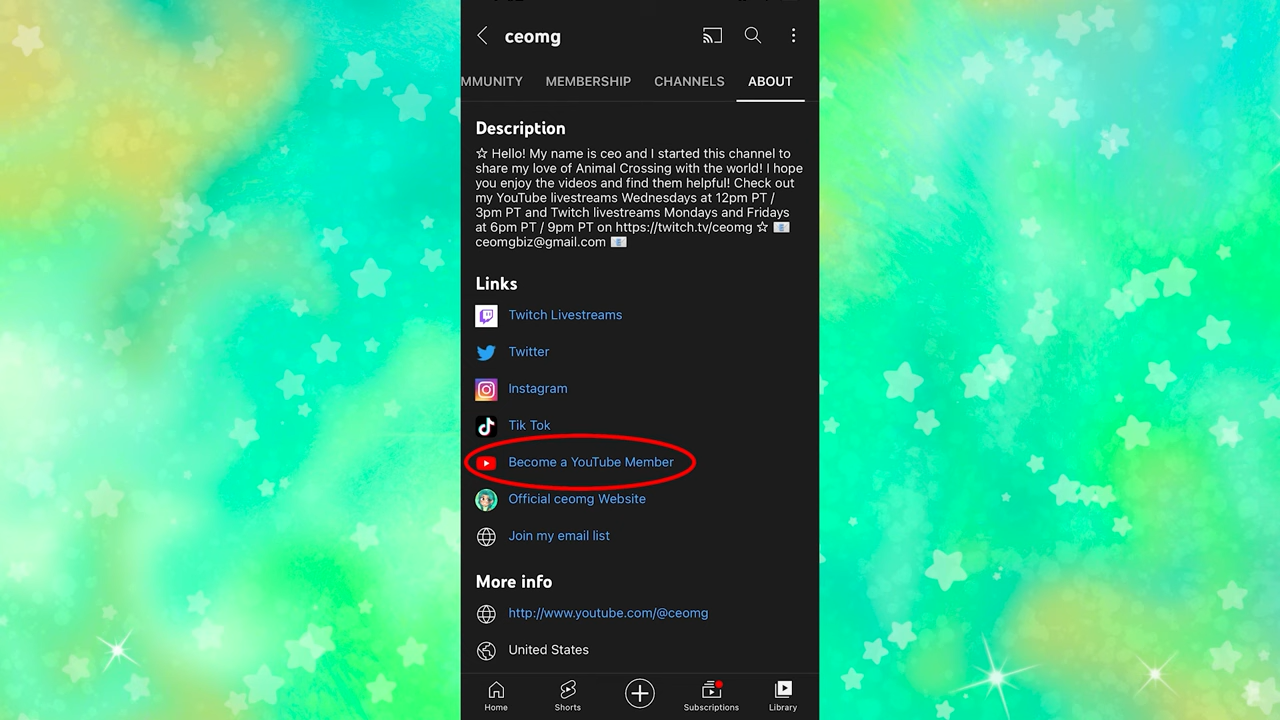 ceomg
MMUNITY MEMBERSHIP CHANNELS ABOUT
Description
☆ Hello! My name is ceo and I started this channel to
share my love of Animal Crossing with the world! I hope
you enjoy the videos and find them helpful! Check out
my YouTube livestreams Wednesdays at 12pm PT /
3pm PT and Twitch livestreams Mondays and Fridays
at 6pm PT / 9pm PT on https://twitch.tv/ceomg ☆ 📧
ceomgbiz@gmail.com 📧
Links
Twitch Livestreams
Twitter
Instagram
Tik Tok
Become a YouTube Member
Official ceomg Website
Join my email list
More info
http://www.youtube.com/@ceomg
United States
Home Shorts Subscriptions Library